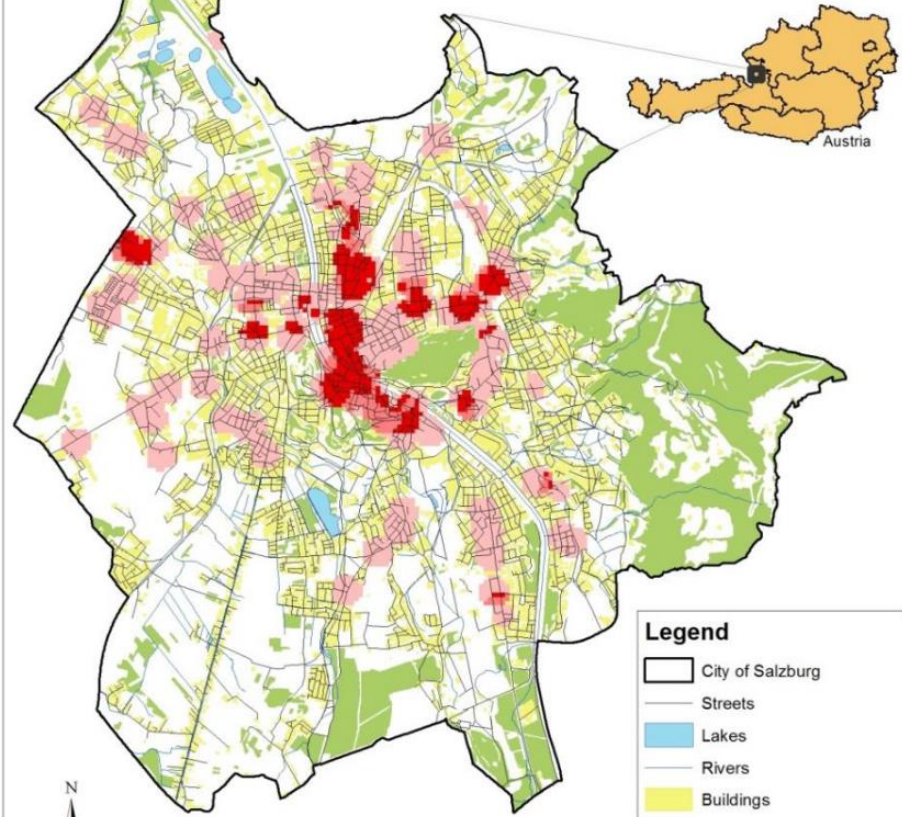 Austria
Legend
City of Salzburg
Streets
Lakes
Rivers
Buildings
N